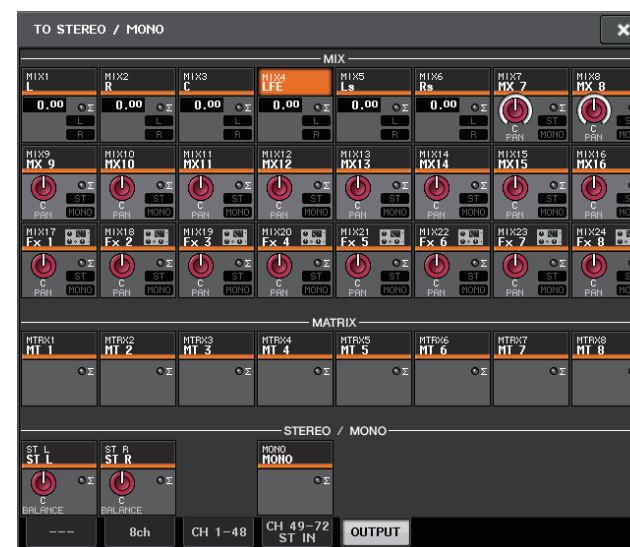 TO STEREO / MONO
MIX
MIX1 MIX2 MIX3 MIX4 MIX5 MIX6 MIX7 MIX8
L R C LFE Ls Rs MX 7 MX 8
0.00 Σ 0.00 Σ 0.00 Σ 0.00 Σ 0.00 Σ 0.00 Σ Σ Σ
L L L L L L ST S
R R R R R R C PAN MONO C PAN MO
MIX9 MIX10 MIX11 MIX12 MIX13 MIX14 MIX15 MIX16
MX 9 MX10 MX11 MX12 MX13 MX14 MX15 MX16
Σ Σ Σ Σ Σ Σ Σ Σ
ST ST ST ST ST ST ST S
C C C C C C C C
PAN MONO PAN MONO PAN MONO PAN MONO PAN MONO PAN MONO PAN MONO PAN MO
MIX17 MIX18 MIX19 MIX20 MIX21 MIX22 MIX23 MIX24
Fx 1 Fx 2 Fx 3 Fx 4 Fx 5 Fx 6 Fx 7 Fx 8
Σ Σ Σ Σ Σ Σ Σ Σ
ST ST ST ST ST ST ST S
C C C C C C C C
PAN MONO PAN MONO PAN MONO PAN MONO PAN MONO PAN MONO PAN MONO PAN MO
MATRIX
MTRX1 MTRX2 MTRX3 MTRX4 MTRX5 MTRX6 MTRX7 MTRX8
MT 1 MT 2 MT 3 MT 4 MT 5 MT 6 MT 7 MT 8
Σ Σ Σ Σ Σ Σ Σ Σ
STEREO / MONO
ST L ST R MONO
ST L ST R MONO
Σ Σ Σ
C C
BALANCE BALANCE
--- 8ch CH 1-48 CH 49-72 OUTPUT
ST IN